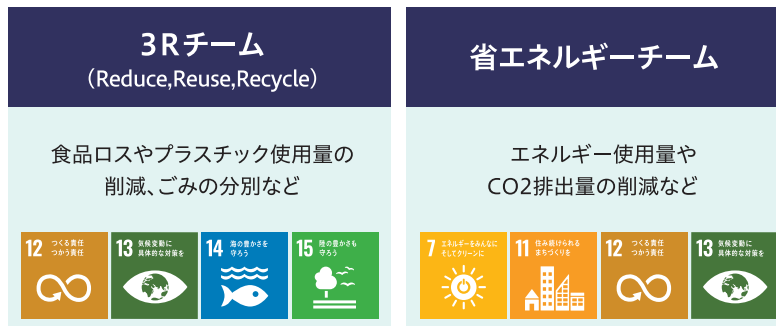 3Rチーム
（Reduce,Reuse,Recycle）
食品ロスやプラスチック使用量の
削減、ごみの分別など
12 つくる責任
つかう責任
13 気候変動に
具体的な対策を
14 海の豊かさを
守ろう
15 陸の豊かさも
守ろう
省エネルギーチーム
エネルギー使用量や
CO2排出量の削減など
7 エネルギーをみんなに
そしてクリーンに
11 住み続けられる
まちづくりを
12 つくる責任
つかう責任
13 気候変動に
具体的な対策を